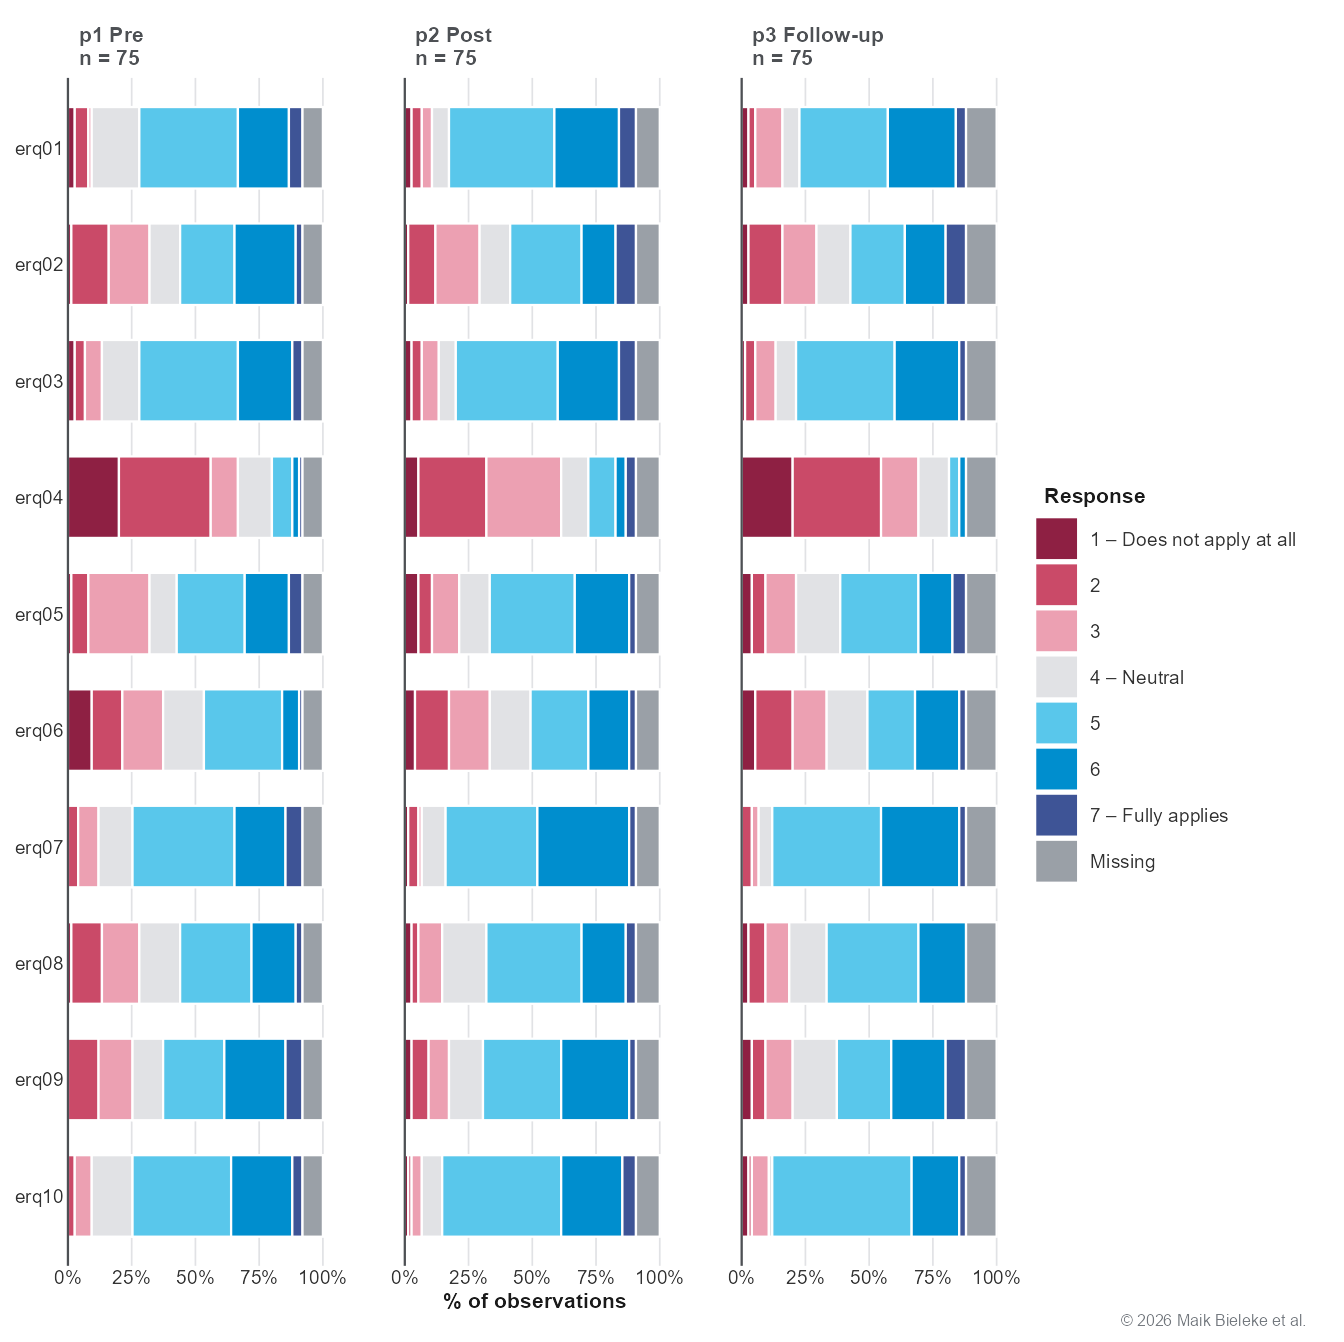 p1 Pre
n = 75
p2 Post
n = 75
p3 Follow-up
n = 75
erq01
erq02
erq03
erq04
erq05
erq06
erq07
erq08
erq09
erq10
0% 25% 50% 75% 100%
0% 25% 50% 75% 100%
0% 25% 50% 75% 100%
% of observations
Response
1 – Does not apply at all
2
3
4 – Neutral
5
6
7 – Fully applies
Missing
© 2026 Maik Bieleke et al.